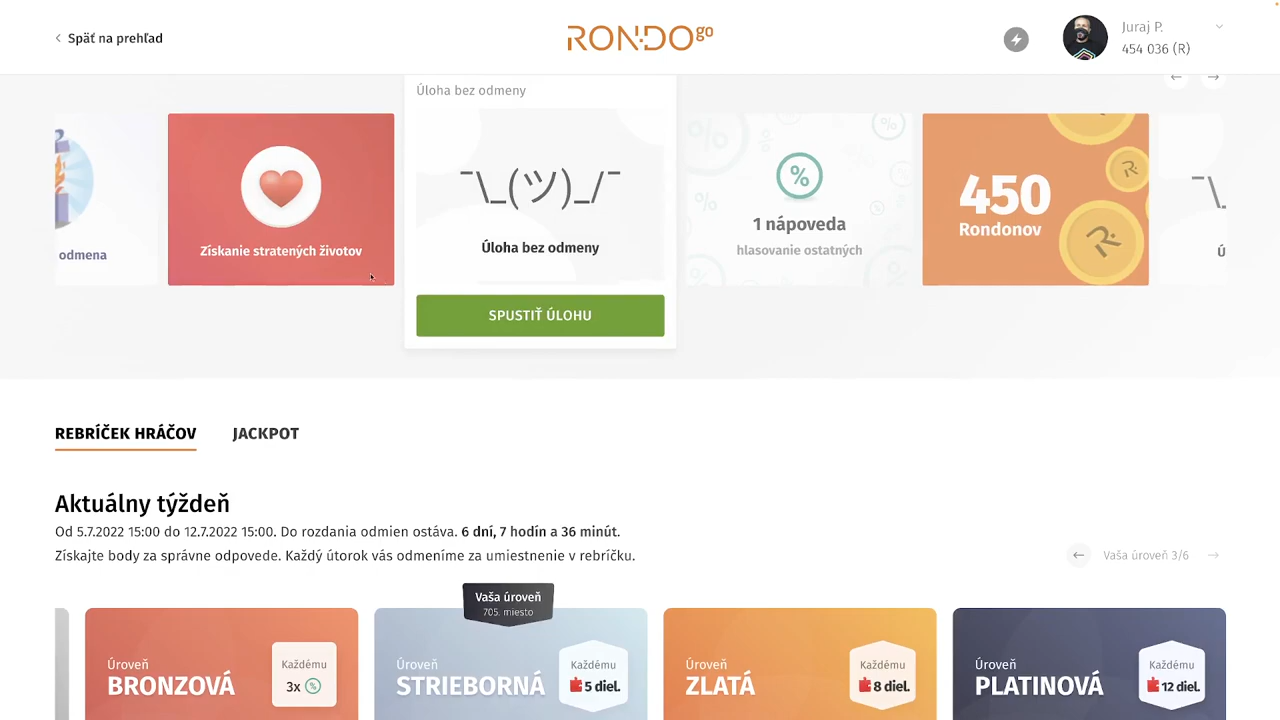 Späť na prehľad
RONDO go
Juraj P.
454 036 (R)
Úloha bez odmeny
odmena
Získanie stratených životov
¯\_(ツ)_/¯
Úloha bez odmeny
SPUSTIŤ ÚLOHU
%
1 nápoveda
hlasovanie ostatných
450
Rondonov
¯\_
Ú
REBRÍČEK HRÁČOV
JACKPOT
Aktuálny týždeň
Od 5.7.2022 15:00 do 12.7.2022 15:00. Do rozdania odmien ostáva. 6 dní, 7 hodín a 36 minút.
Získajte body za správne odpovede. Každý útorok vás odmeníme za umiestnenie v rebríčku.
Vaša úroveň 3/6
Úroveň
BRONZOVÁ
Každému
3x %
Vaša úroveň
705. miesto
Úroveň
STRIEBORNÁ
Každému
5 diel.
Úroveň
ZLATÁ
Každému
8 diel.
Úroveň
PLATINOVÁ
Každému
12 diel.